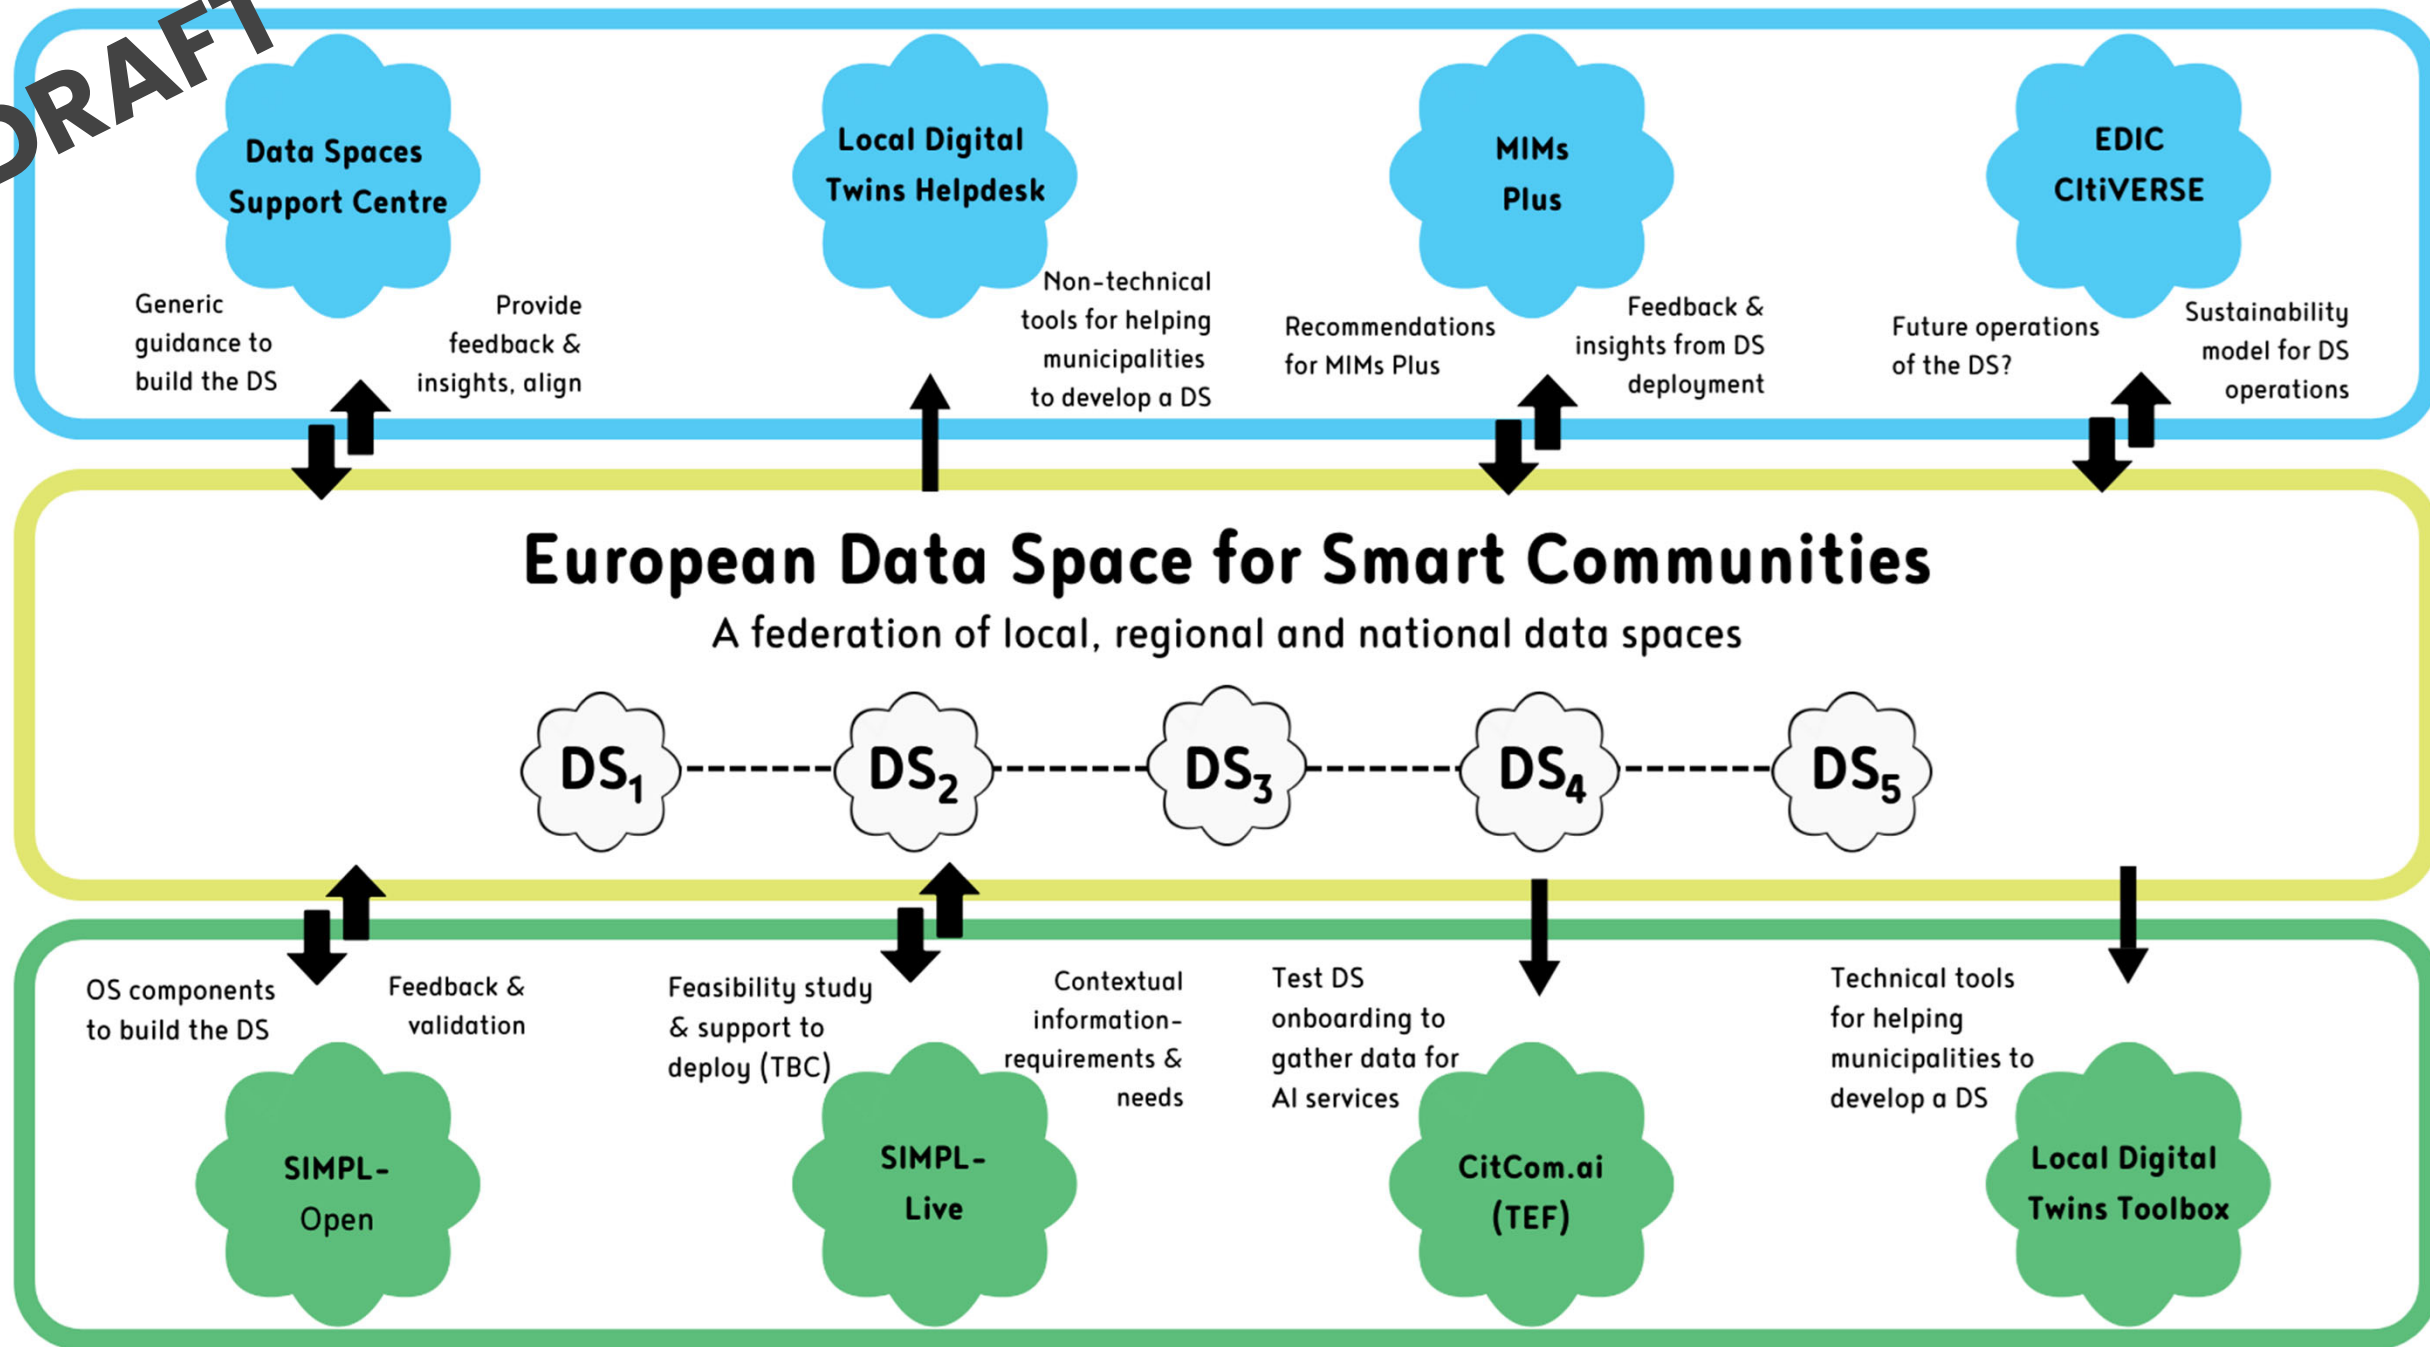 DRAFT
Data Spaces
Support Centre
Local Digital
Twins Helpdesk
MIMs
Plus
EDIC
CItiVERSE
Generic
guidance to
build the DS
Provide
feedback &
insights, align
Non-technical
tools for helping
municipalities
to develop a DS
Recommendations
for MIMs Plus
Feedback &
insights from DS
deployment
Future operations
of the DS?
Sustainability
model for DS
operations
European Data Space for Smart Communities
A federation of local, regional and national data spaces
DS1
DS2
DS3
DS4
DS5
OS components
to build the DS
Feedback &
validation
Feasibility study
& support to
deploy (TBC)
Contextual
information-
requirements &
needs
Test DS
onboarding to
gather data for
AI services
Technical tools
for helping
municipalities to
develop a DS
SIMPL-
Open
SIMPL-
Live
CitCom.ai
(TEF)
Local Digital
Twins Toolbox